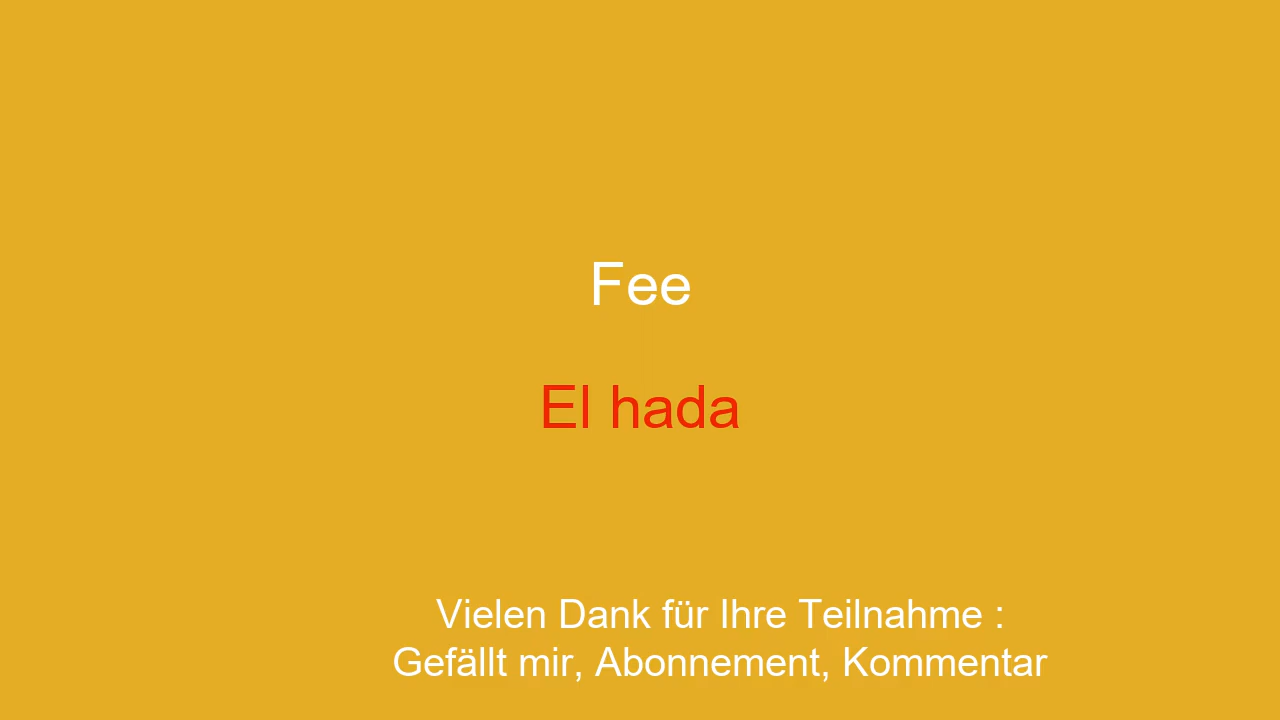 Fee
El hada
Vielen Dank für Ihre Teilnahme :
Gefällt mir, Abonnement, Kommentar